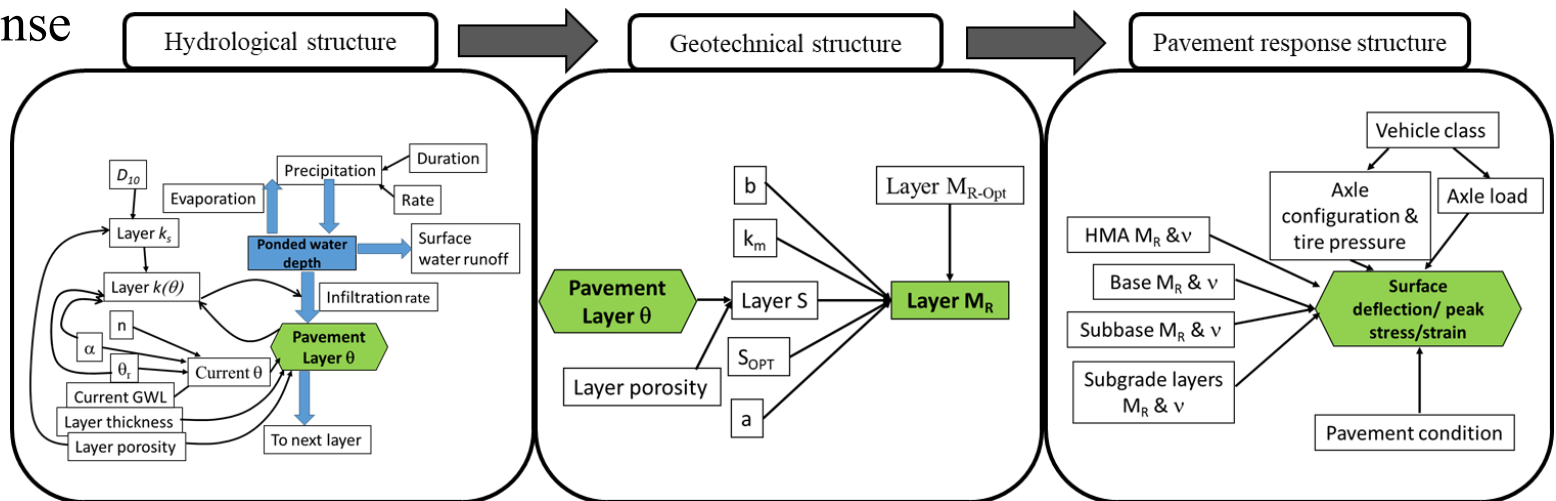 nse
Hydrological structure
Geotechnical structure
Pavement response structure
D10
Layer ks
Layer k(θ)
n
α
θr
Current GWL
Layer thickness
Layer porosity
Current θ
Evaporation
Precipitation
Duration
Rate
Ponded water
depth
Surface
water runoff
Infiltration rate
Pavement
Layer θ
To next layer
Pavement
Layer θ
Layer porosity
b
km
Layer S
SOPT
a
Layer MR-Opt
Layer MR
Vehicle class
Axle
configuration &
tire pressure
Axle load
HMA MR &ν
Base MR & ν
Subbase MR & ν
Subgrade layers
MR & ν
Surface
deflection/ peak
stress/strain
Pavement condition